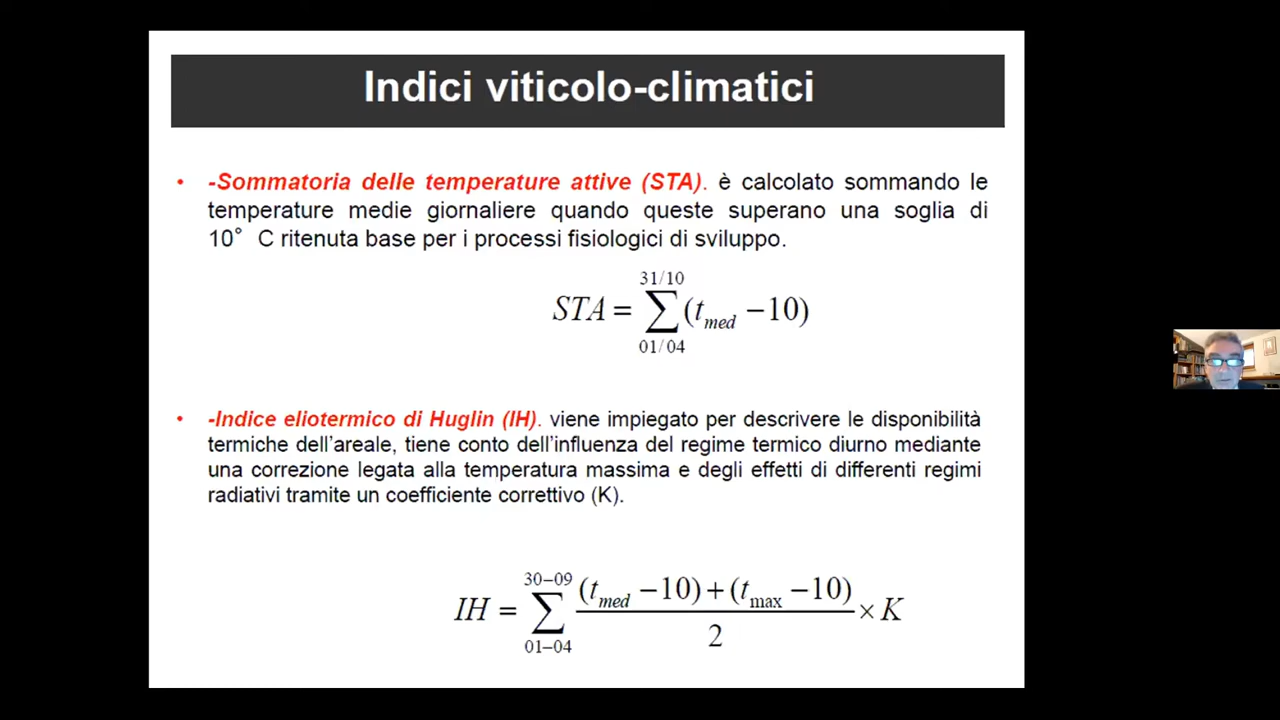 Indici viticolo-climatici
• -Sommatoria delle temperature attive (STA). è calcolato sommando le
temperature medie giornaliere quando queste superano una soglia di
10° C ritenuta base per i processi fisiologici di sviluppo.
31/10
STA = ∑ (t_med − 10)
01/04
• -Indice eliotermico di Huglin (IH). viene impiegato per descrivere le disponibilità
termiche dell'areale, tiene conto dell'influenza del regime termico diurno mediante
una correzione legata alla temperatura massima e degli effetti di differenti regimi
radiativi tramite un coefficiente correttivo (K).
30−09 (t_med − 10) + (t_max − 10)
IH = ∑ × K
01−04 2